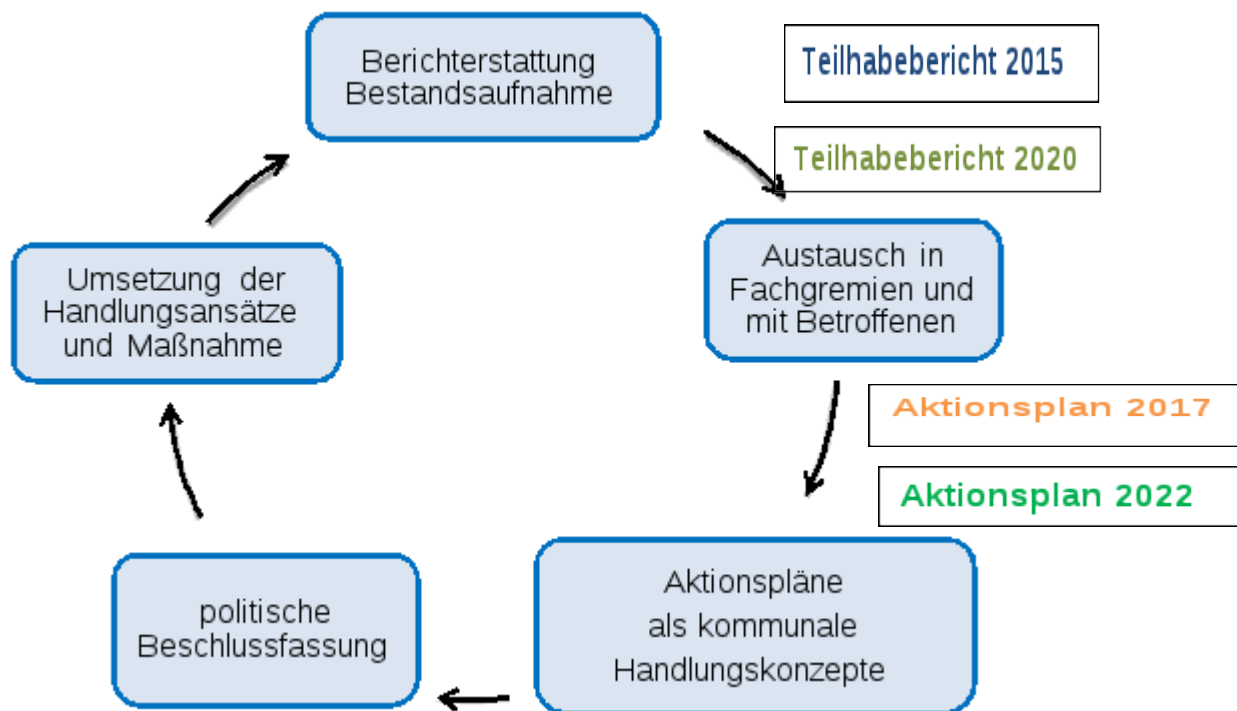 Berichterstattung
Bestandsaufnahme
Teilhabebericht 2015
Teilhabebericht 2020
Austausch in
Fachgremien und
mit Betroffenen
Aktionsplan 2017
Aktionsplan 2022
Aktionspläne
als kommunale
Handlungskonzepte
politische
Beschlussfassung
Umsetzung der
Handlungsansätze
und Maßnahme